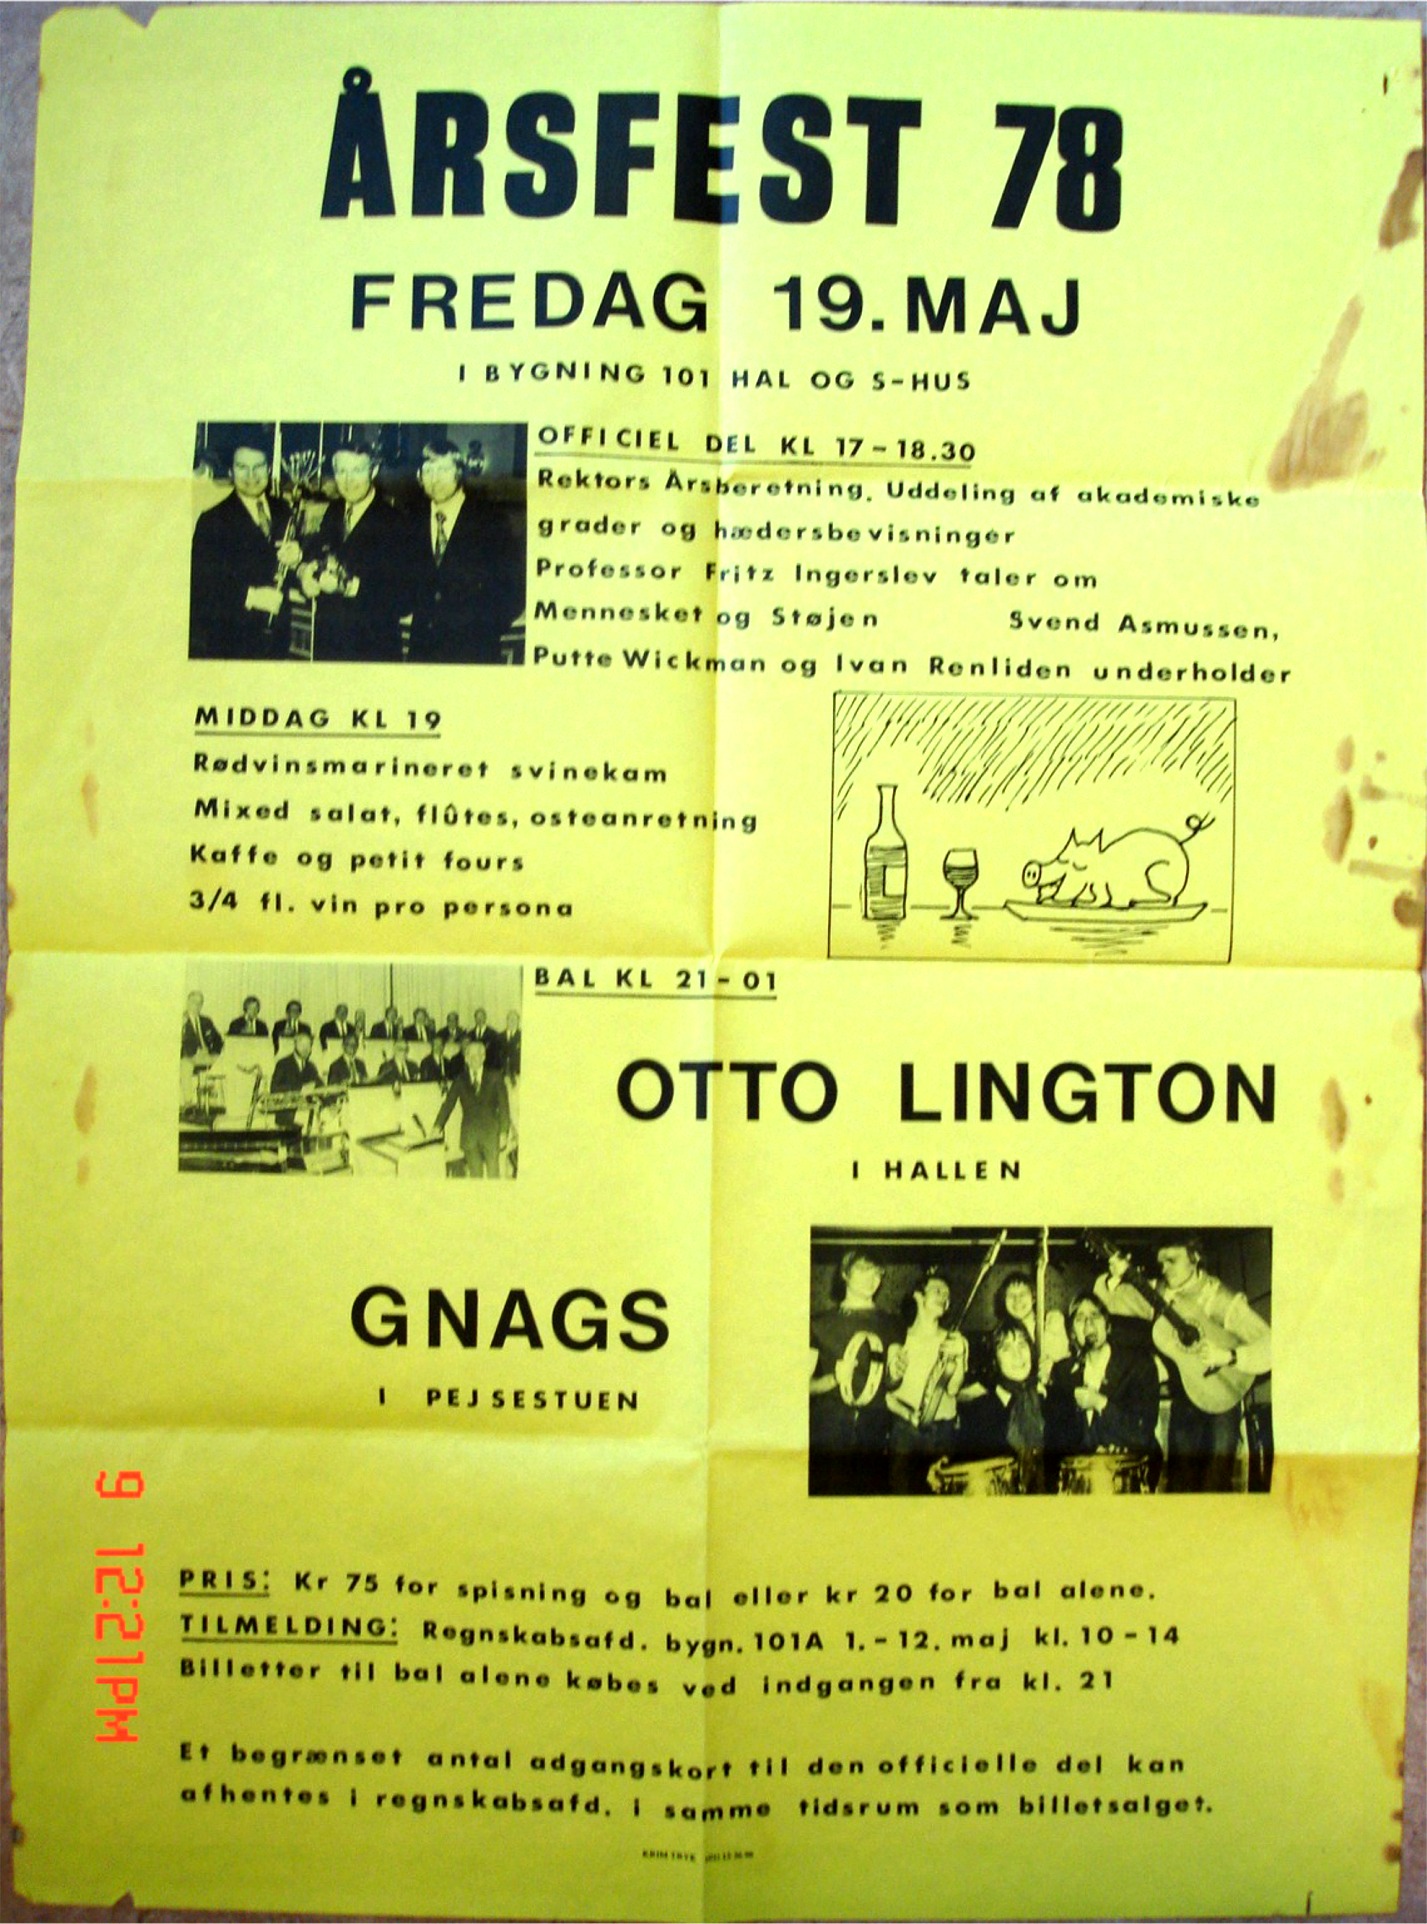 ÅRSFEST 78
FREDAG 19. MAJ
I BYGNING 101 HAL OG S-HUS
OFFICIEL DEL KL 17-18.30
Rektors Årsberetning. Uddeling af akademiske
grader og hædersbevisninger
Professor Fritz Ingerslev taler om
Mennesket og Støjen Svend Asmussen,
Putte Wickman og Ivan Renliden underholder
MIDDAG KL 19
Rødvinsmarineret svinekam
Mixed salat, flûtes, osteanretning
Kaffe og petit fours
3/4 fl. vin pro persona
BAL KL 21-01
OTTO LINGTON
I HALLEN
GNAGS
I PEJSESTUEN
PRIS: Kr 75 for spisning og bal eller kr 20 for bal alene.
TILMELDING: Regnskabsafd. bygn. 101A 1.-12. maj kl. 10-14
Billetter til bal alene købes ved indgangen fra kl. 21
Et begrænset antal adgangskort til den officielle del kan
afhentes i regnskabsafd. i samme tidsrum som billetsalget.
9 12:21PM